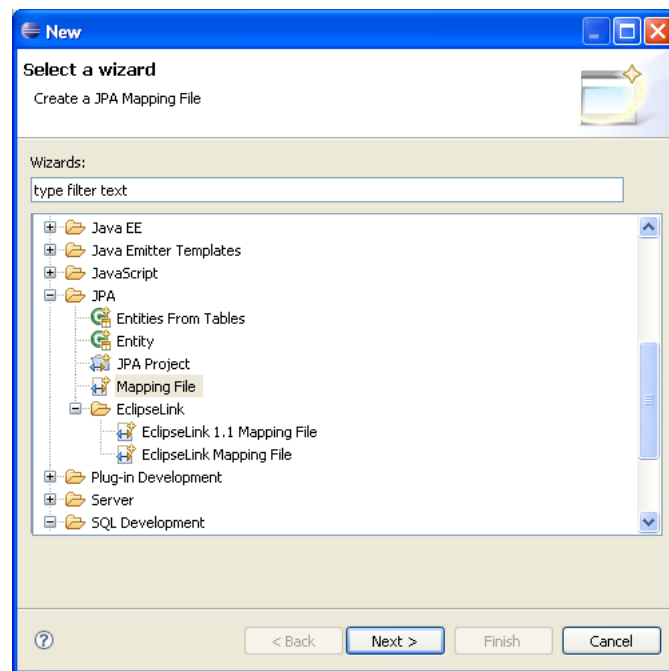 New
Select a wizard
Create a JPA Mapping File
Wizards:
type filter text
Java EE
Java Emitter Templates
JavaScript
JPA
Entities From Tables
Entity
JPA Project
Mapping File
EclipseLink
EclipseLink 1.1 Mapping File
EclipseLink Mapping File
Plug-in Development
Server
SQL Development
? < Back Next > Finish Cancel